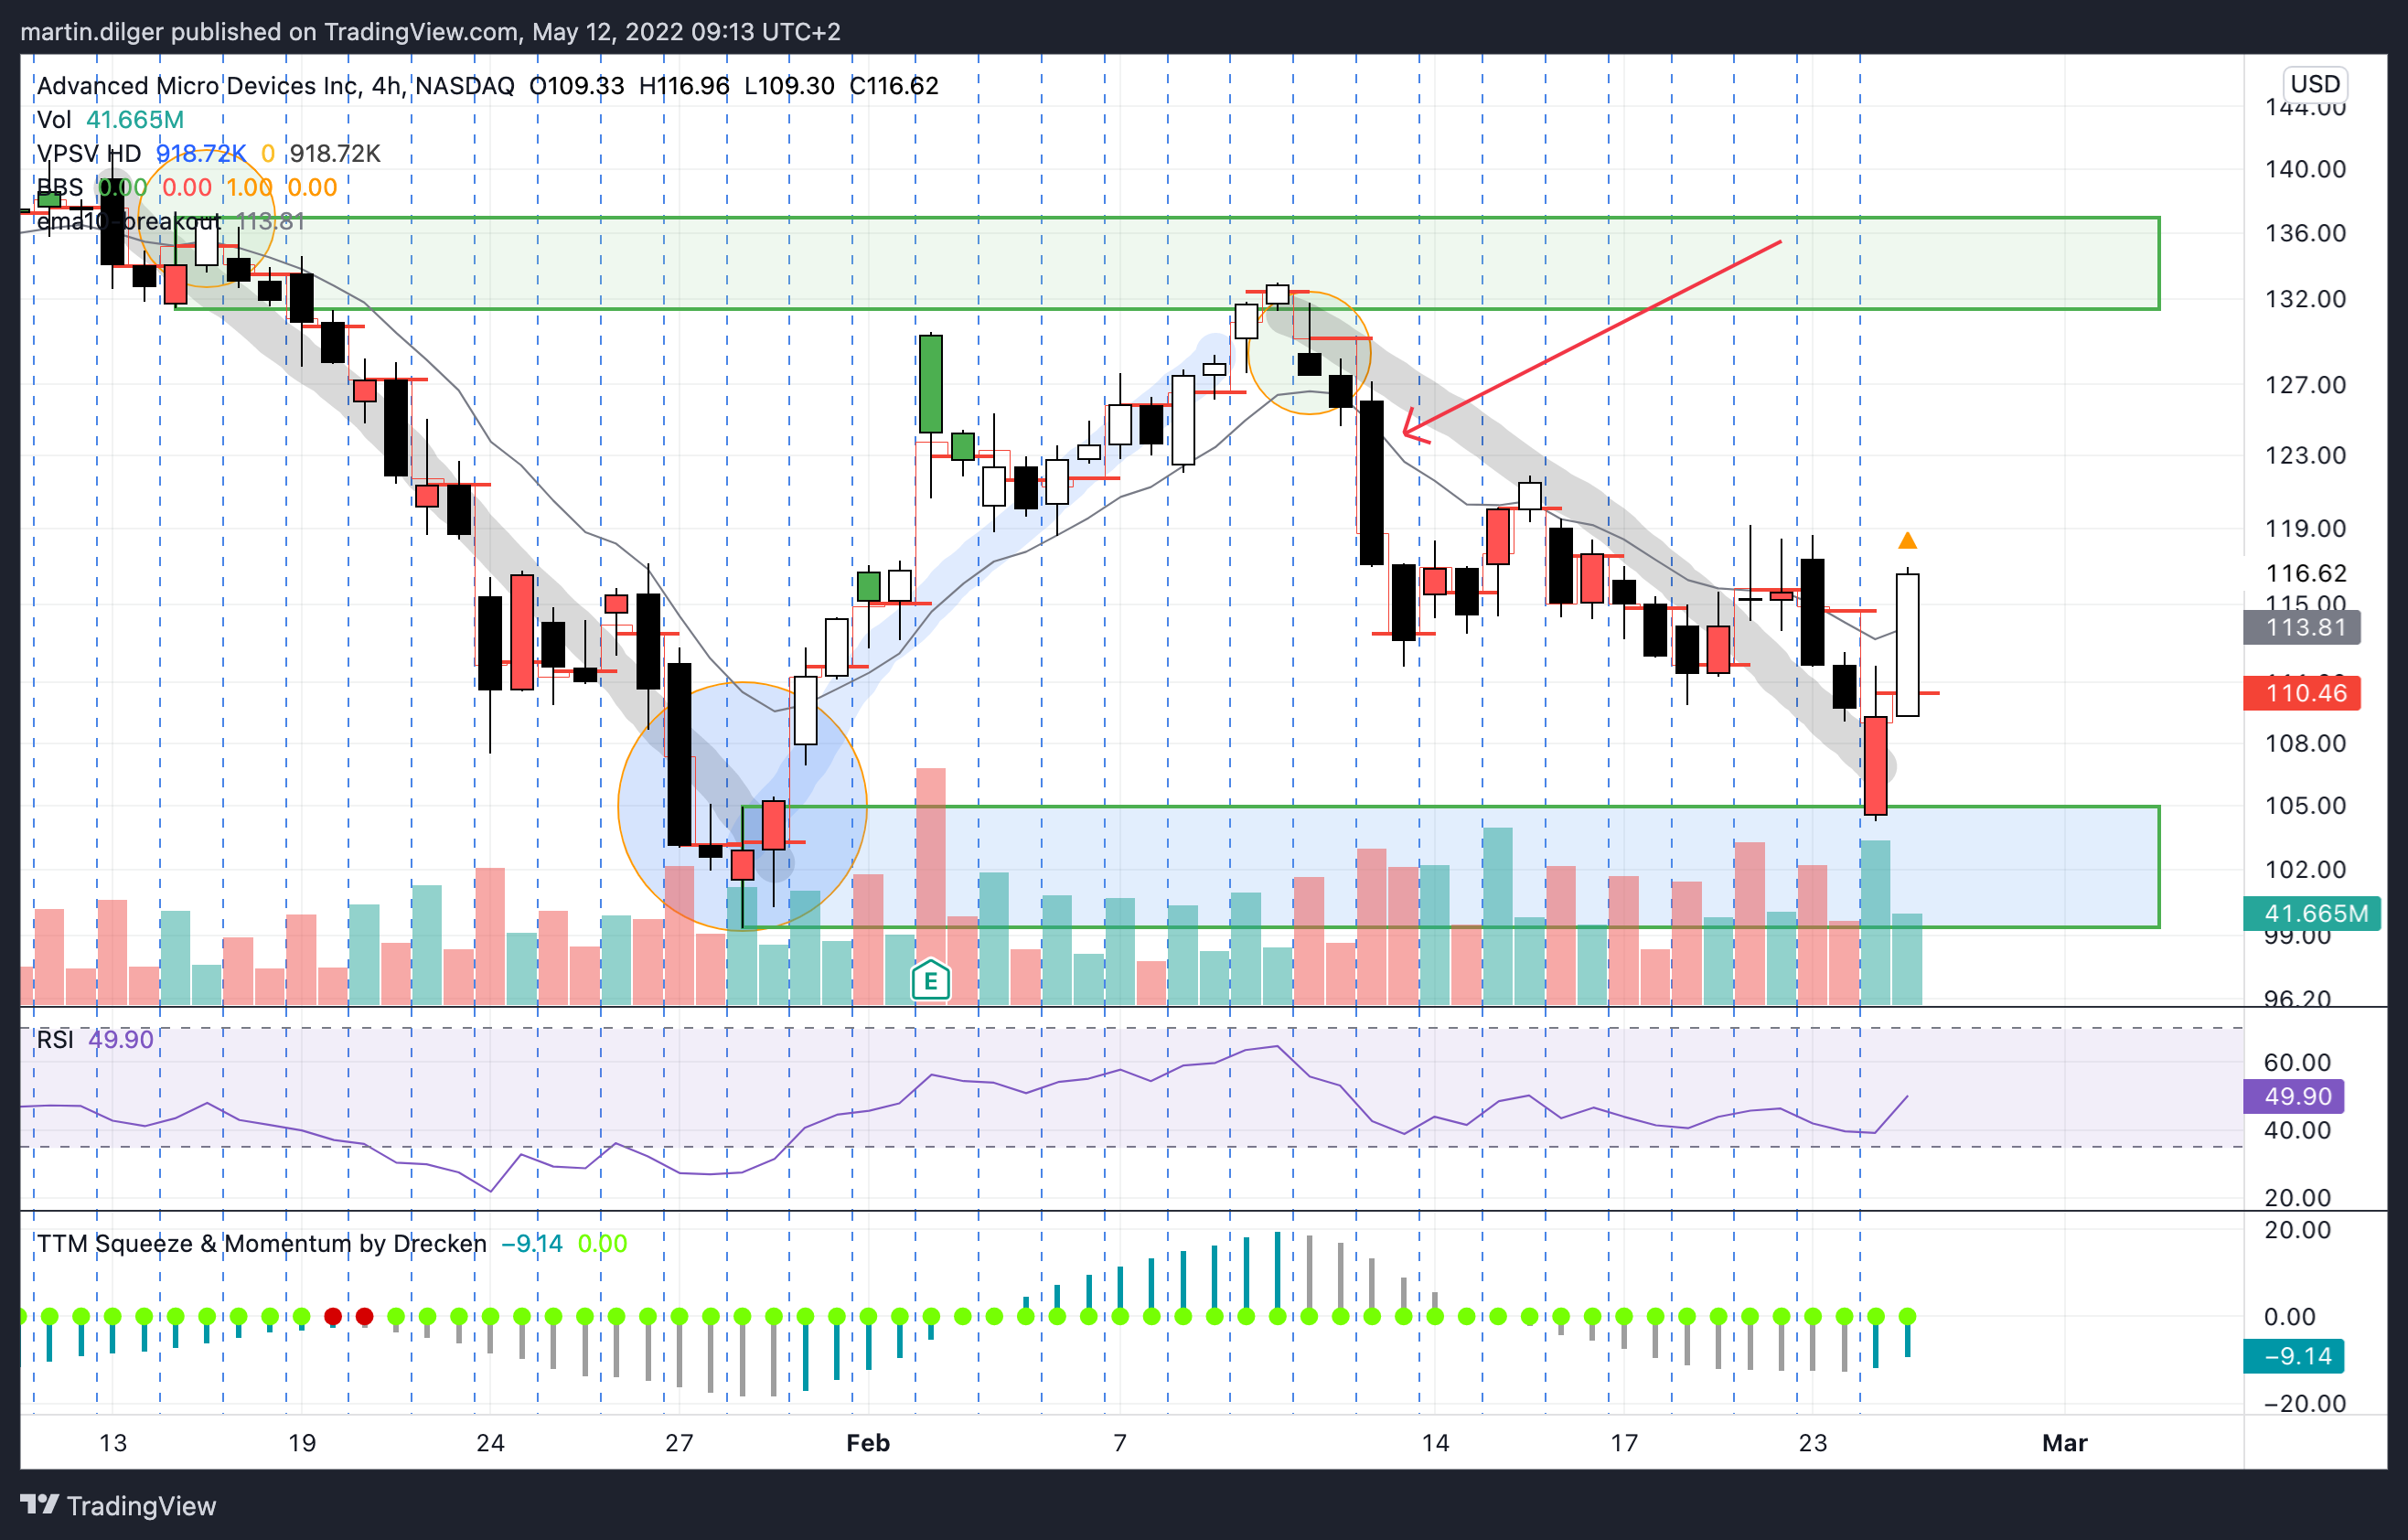 martin.dilger published on TradingView.com, May 12, 2022 09:13 UTC+2
Advanced Micro Devices Inc, 4h, NASDAQ O109.33 H116.96 L109.30 C116.62
Vol 41.665M
VPSV HD 918.72K 0 918.72K
BBS 0.00 0.00 1.00 0.00
ema10-breakout 113.81
USD
144.00
140.00
136.00
132.00
127.00
123.00
119.00
116.62
115.00
113.81
110.46
108.00
105.00
102.00
41.665M
99.00
96.20
E
RSI 49.90
60.00
49.90
40.00
20.00
TTM Squeeze & Momentum by Drecken −9.14 0.00
20.00
0.00
−9.14
−20.00
13 19 24 27 Feb 7 14 17 23 Mar
TradingView